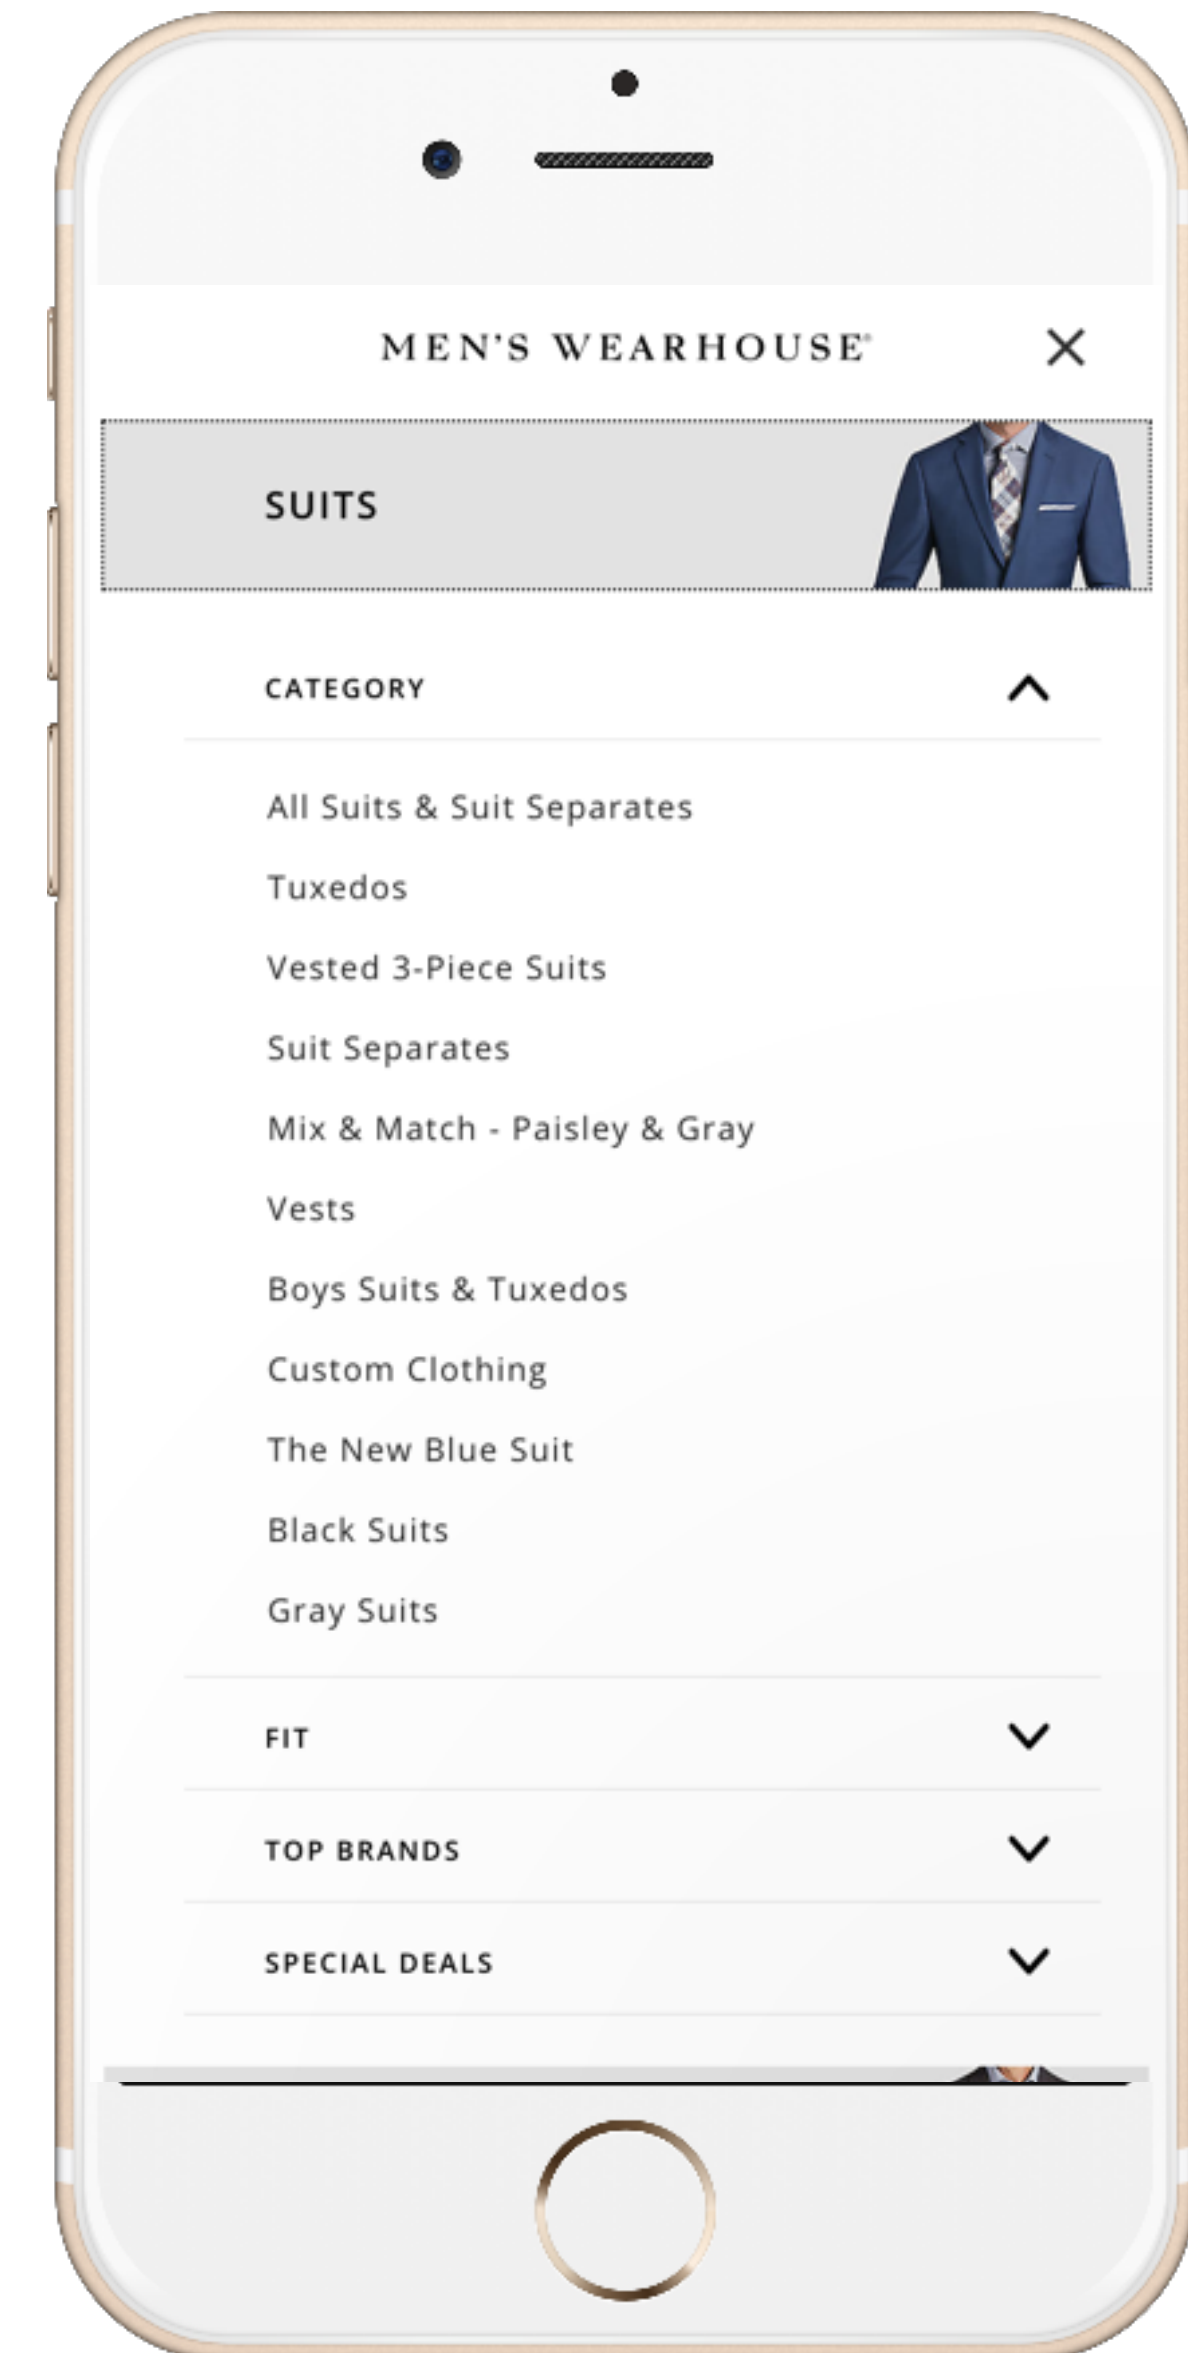 MEN'S WEARHOUSE®
SUITS
CATEGORY
All Suits & Suit Separates
Tuxedos
Vested 3-Piece Suits
Suit Separates
Mix & Match - Paisley & Gray
Vests
Boys Suits & Tuxedos
Custom Clothing
The New Blue Suit
Black Suits
Gray Suits
FIT
TOP BRANDS
SPECIAL DEALS